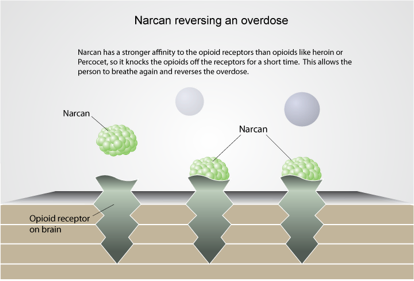 Narcan reversing an overdose
Narcan has a stronger affinity to the opioid receptors than opioids like heroin or
Percocet, so it knocks the opioids off the receptors for a short time.  This allows the
person to breathe again and reverses the overdose.
Narcan
Narcan
Opioid receptor
on brain